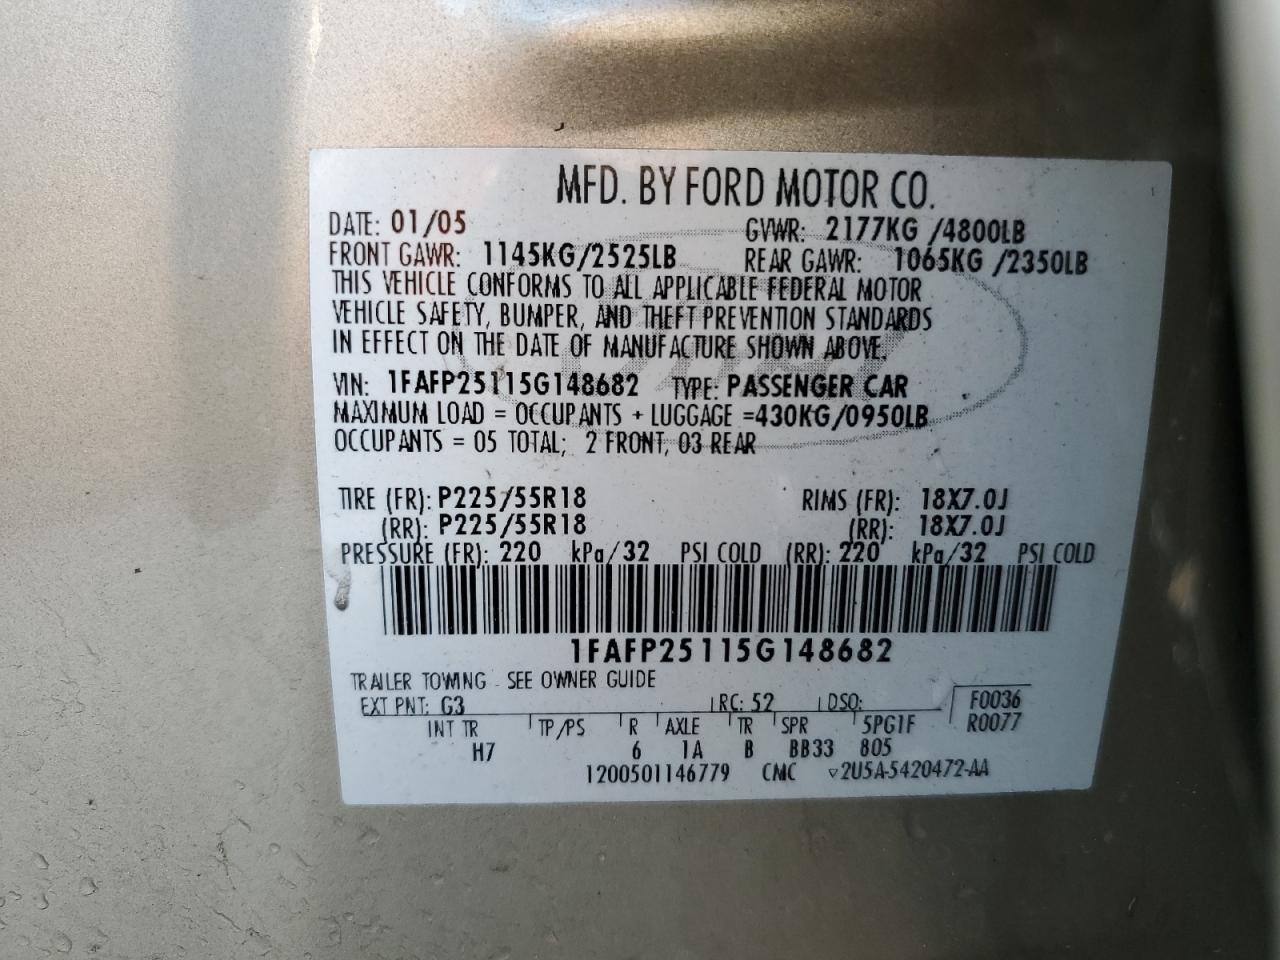 MFD. BY FORD MOTOR CO.
DATE: 01/05 GVWR: 2177KG /4800LB
FRONT GAWR: 1145KG/2525LB REAR GAWR: 1065KG /2350LB
THIS VEHICLE CONFORMS TO ALL APPLICABLE FEDERAL MOTOR
VEHICLE SAFETY, BUMPER, AND THEFT PREVENTION STANDARDS
IN EFFECT ON THE DATE OF MANUFACTURE SHOWN ABOVE.
VIN: 1FAFP25115G148682 TYPE: PASSENGER CAR
MAXIMUM LOAD = OCCUPANTS + LUGGAGE =430KG/0950LB
OCCUPANTS = 05 TOTAL; 2 FRONT, 03 REAR
TIRE (FR): P225/55R18 RIMS (FR): 18X7.0J
(RR): P225/55R18 (RR): 18X7.0J
PRESSURE (FR): 220 kPa/32 PSI COLD (RR): 220 kPa/32 PSI COLD
1FAFP25115G148682
TRAILER TOWING - SEE OWNER GUIDE
EXT PNT: G3 RC: 52 DSO: F0036
INT TR TP/PS R AXLE TR SPR 5PG1F R0077
H7 6 1A B BB33 805
1200501146779 CMC ▽2U5A-5420472-AA